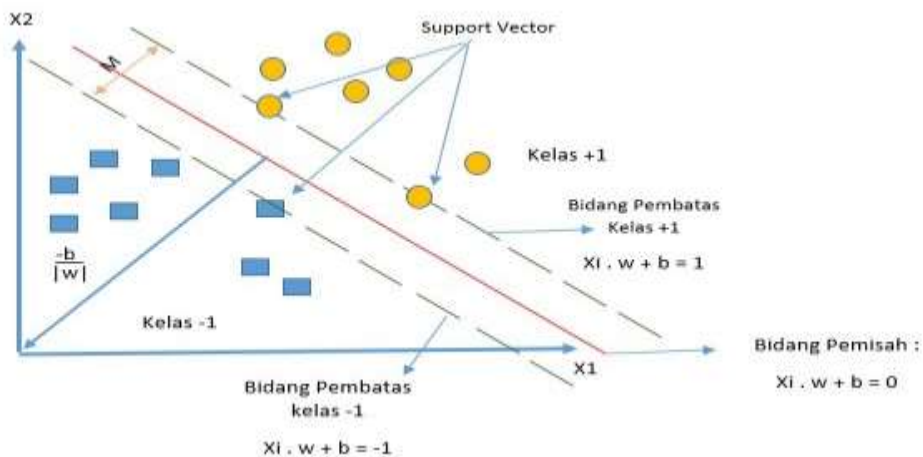 X2
Support Vector
M
Kelas +1
Bidang Pembatas
Kelas +1
Xi . w + b = 1
-b
|w|
Kelas -1
X1
Bidang Pemisah :
Xi . w + b = 0
Bidang Pembatas
kelas -1
Xi . w + b = -1